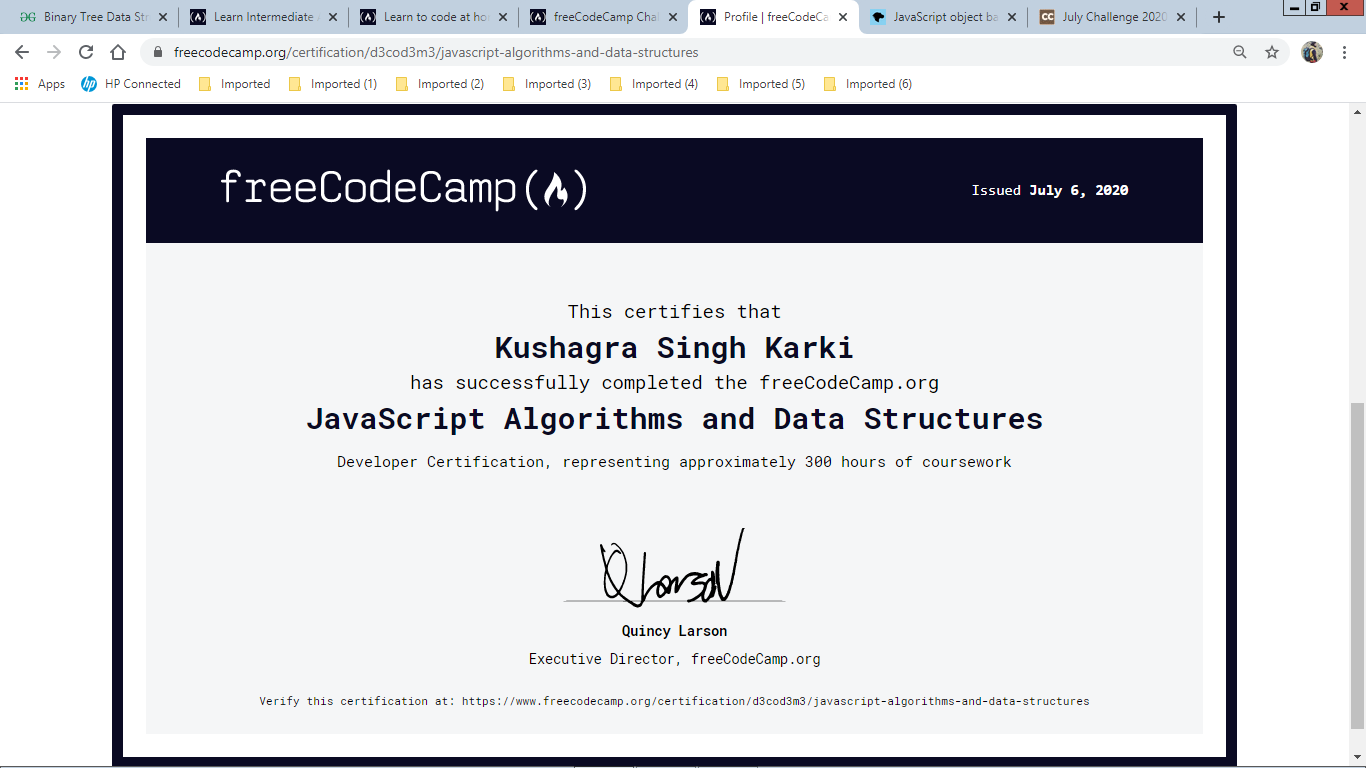 Binary Tree Data Str
Learn Intermediate
Learn to code at ho
freeCodeCamp Chal
Profile | freeCodeCa
JavaScript object ba
July Challenge 2020
freecodecamp.org/certification/d3cod3m3/javascript-algorithms-and-data-structures
Apps
HP Connected
Imported
Imported (1)
Imported (2)
Imported (3)
Imported (4)
Imported (5)
Imported (6)
freeCodeCamp
Issued July 6, 2020
This certifies that
Kushagra Singh Karki
has successfully completed the freeCodeCamp.org
JavaScript Algorithms and Data Structures
Developer Certification, representing approximately 300 hours of coursework
QLarson
Quincy Larson
Executive Director, freeCodeCamp.org
Verify this certification at: https://www.freecodecamp.org/certification/d3cod3m3/javascript-algorithms-and-data-structures